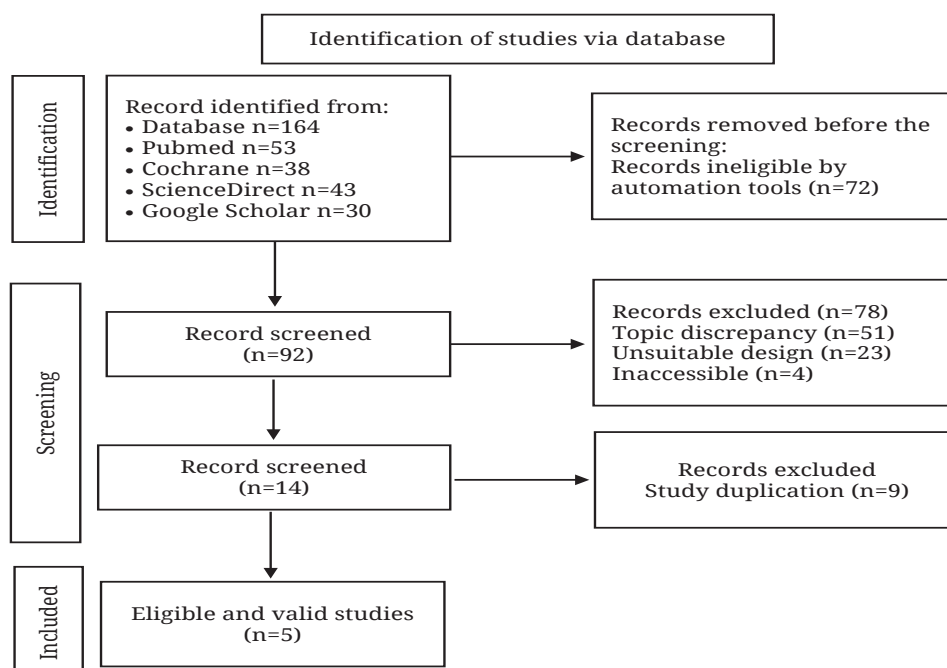 Identification of studies via database
Identification
Record identified from:
• Database n=164
• Pubmed n=53
• Cochrane n=38
• ScienceDirect n=43
• Google Scholar n=30
Records removed before the
screening:
Records ineligible by
automation tools (n=72)
Screening
Record screened
(n=92)
Records excluded (n=78)
Topic discrepancy (n=51)
Unsuitable design (n=23)
Inaccessible (n=4)
Record screened
(n=14)
Records excluded
Study duplication (n=9)
Included
Eligible and valid studies
(n=5)